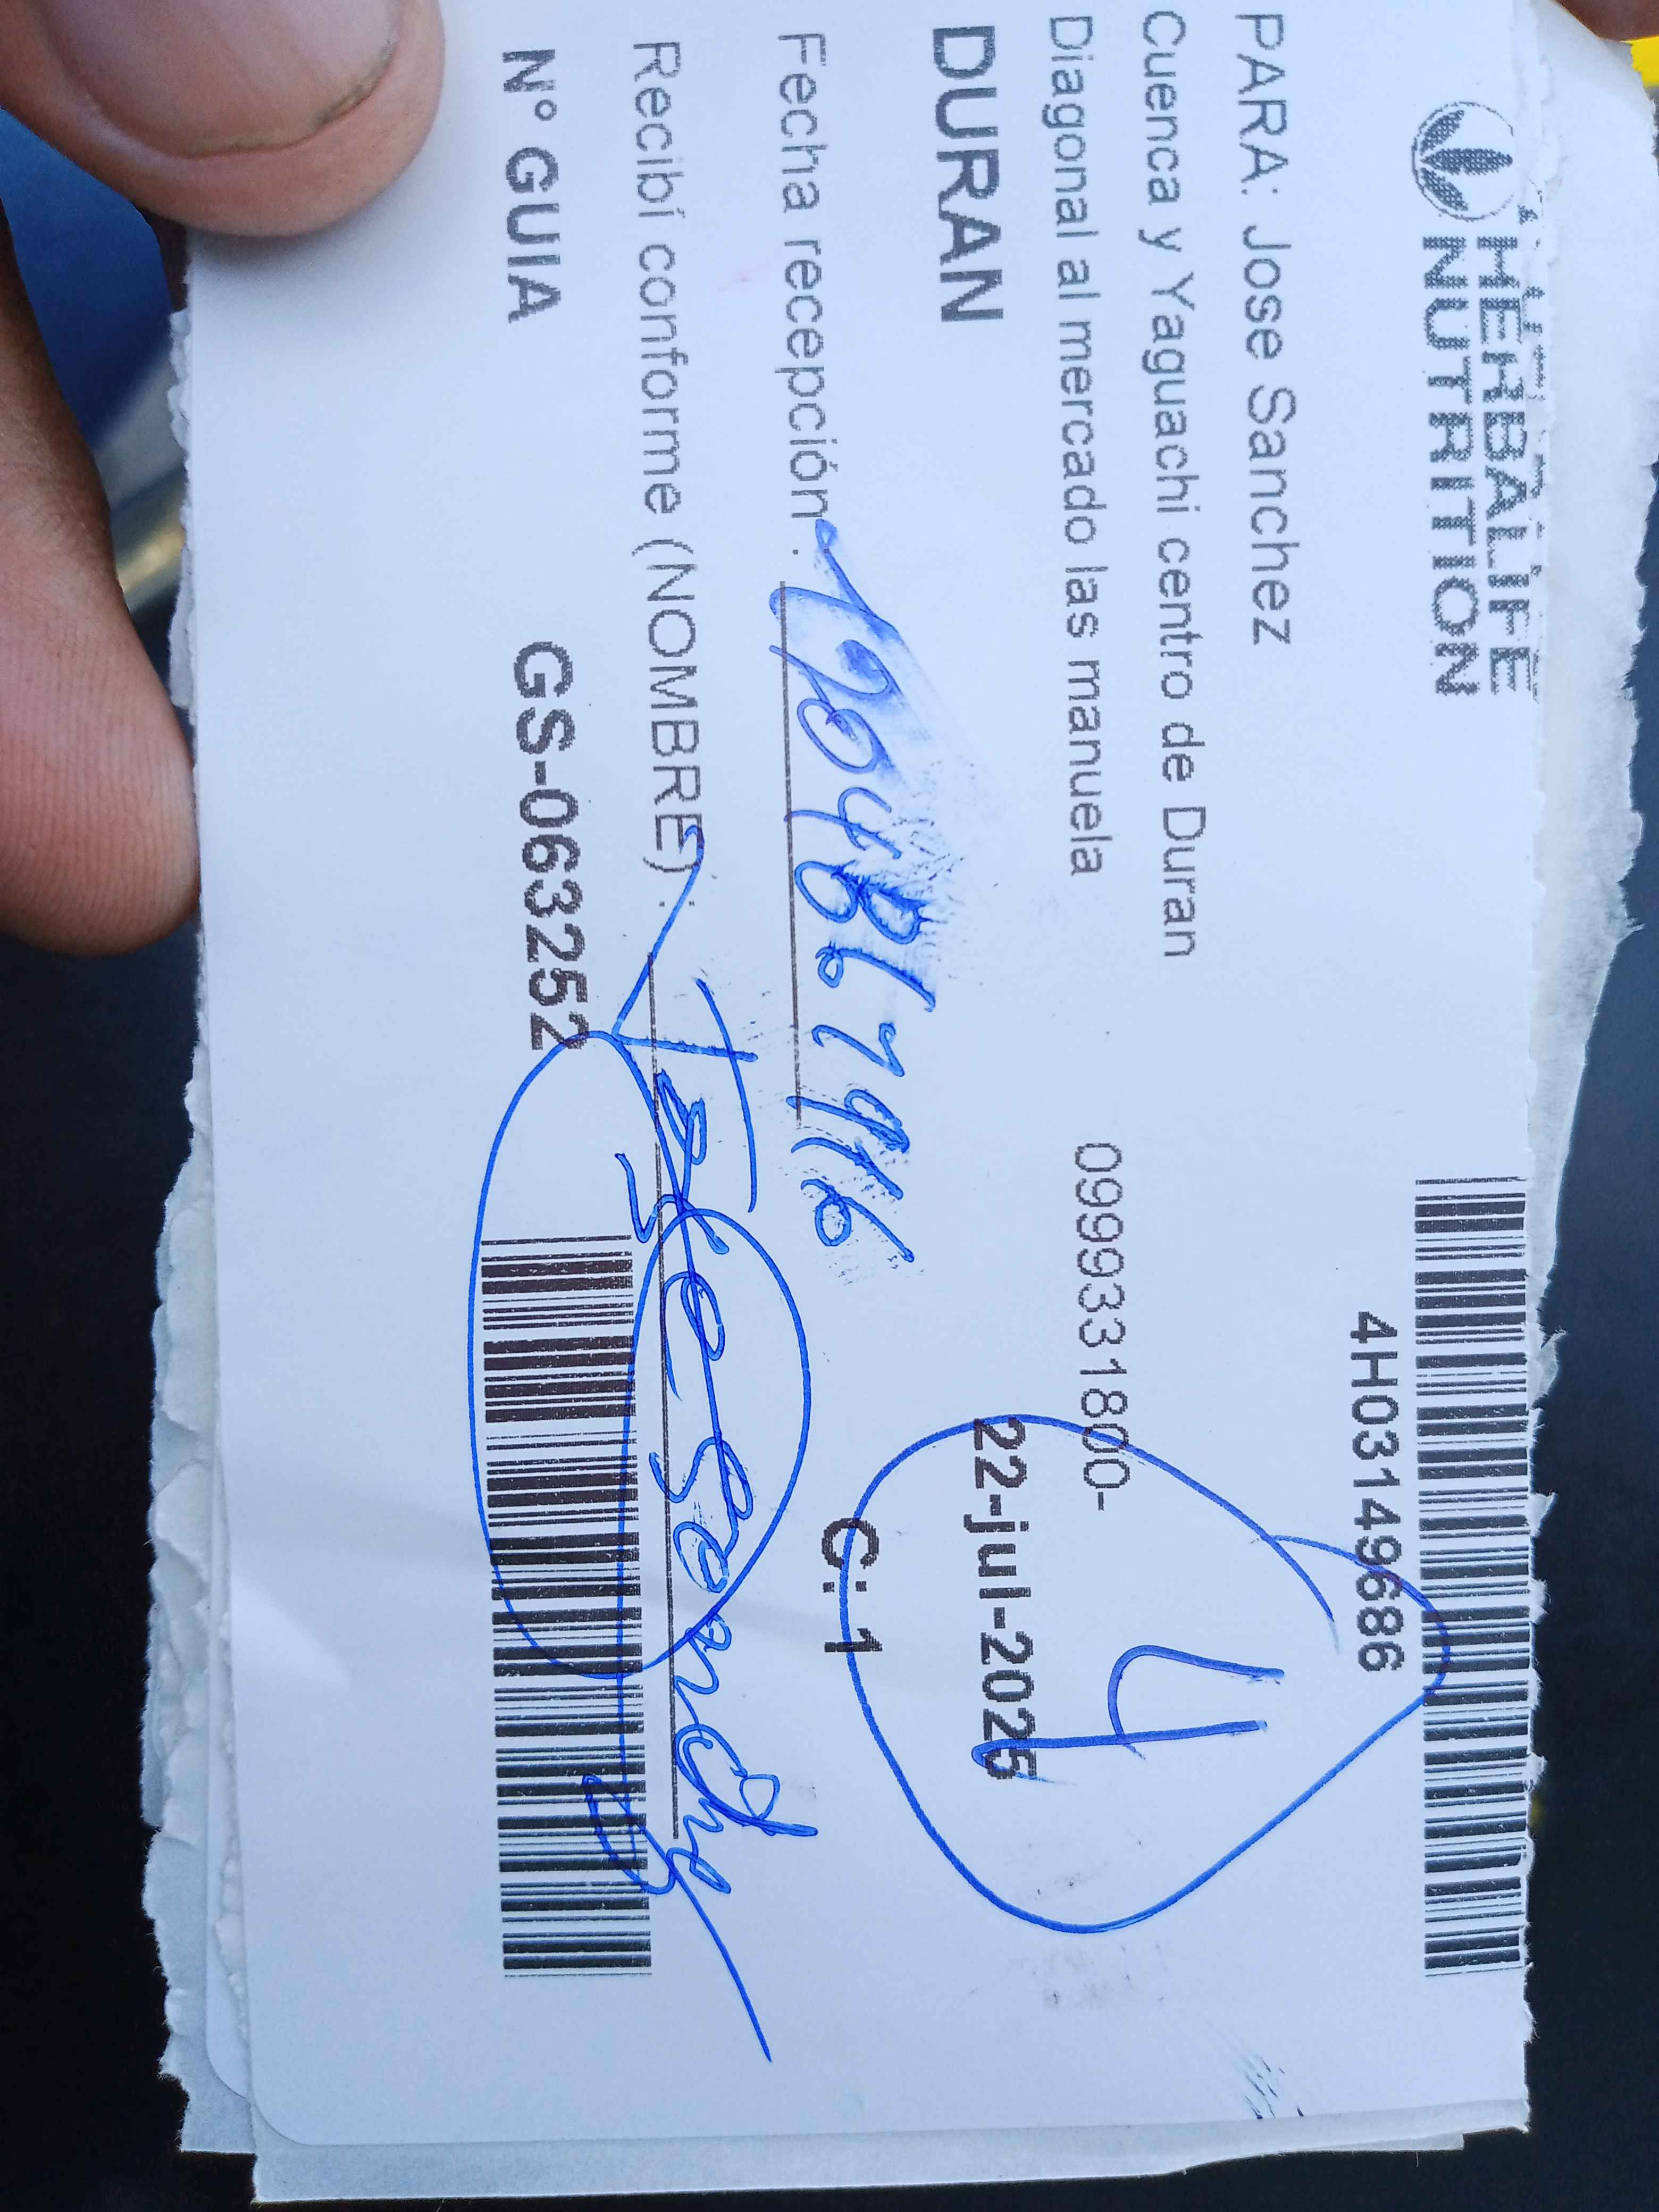 HERBALIFE
NUTRITION
4H03149686
PARA: Jose Sanchez
Cuenca y Yaguachi centro de Duran
Diagonal al mercado las manuela
0999331800-
4
DURAN
22-jul-2025
C: 1
Fecha recepción :
Recibí conforme (NOMBRE) :
N° GUIA GS-063252